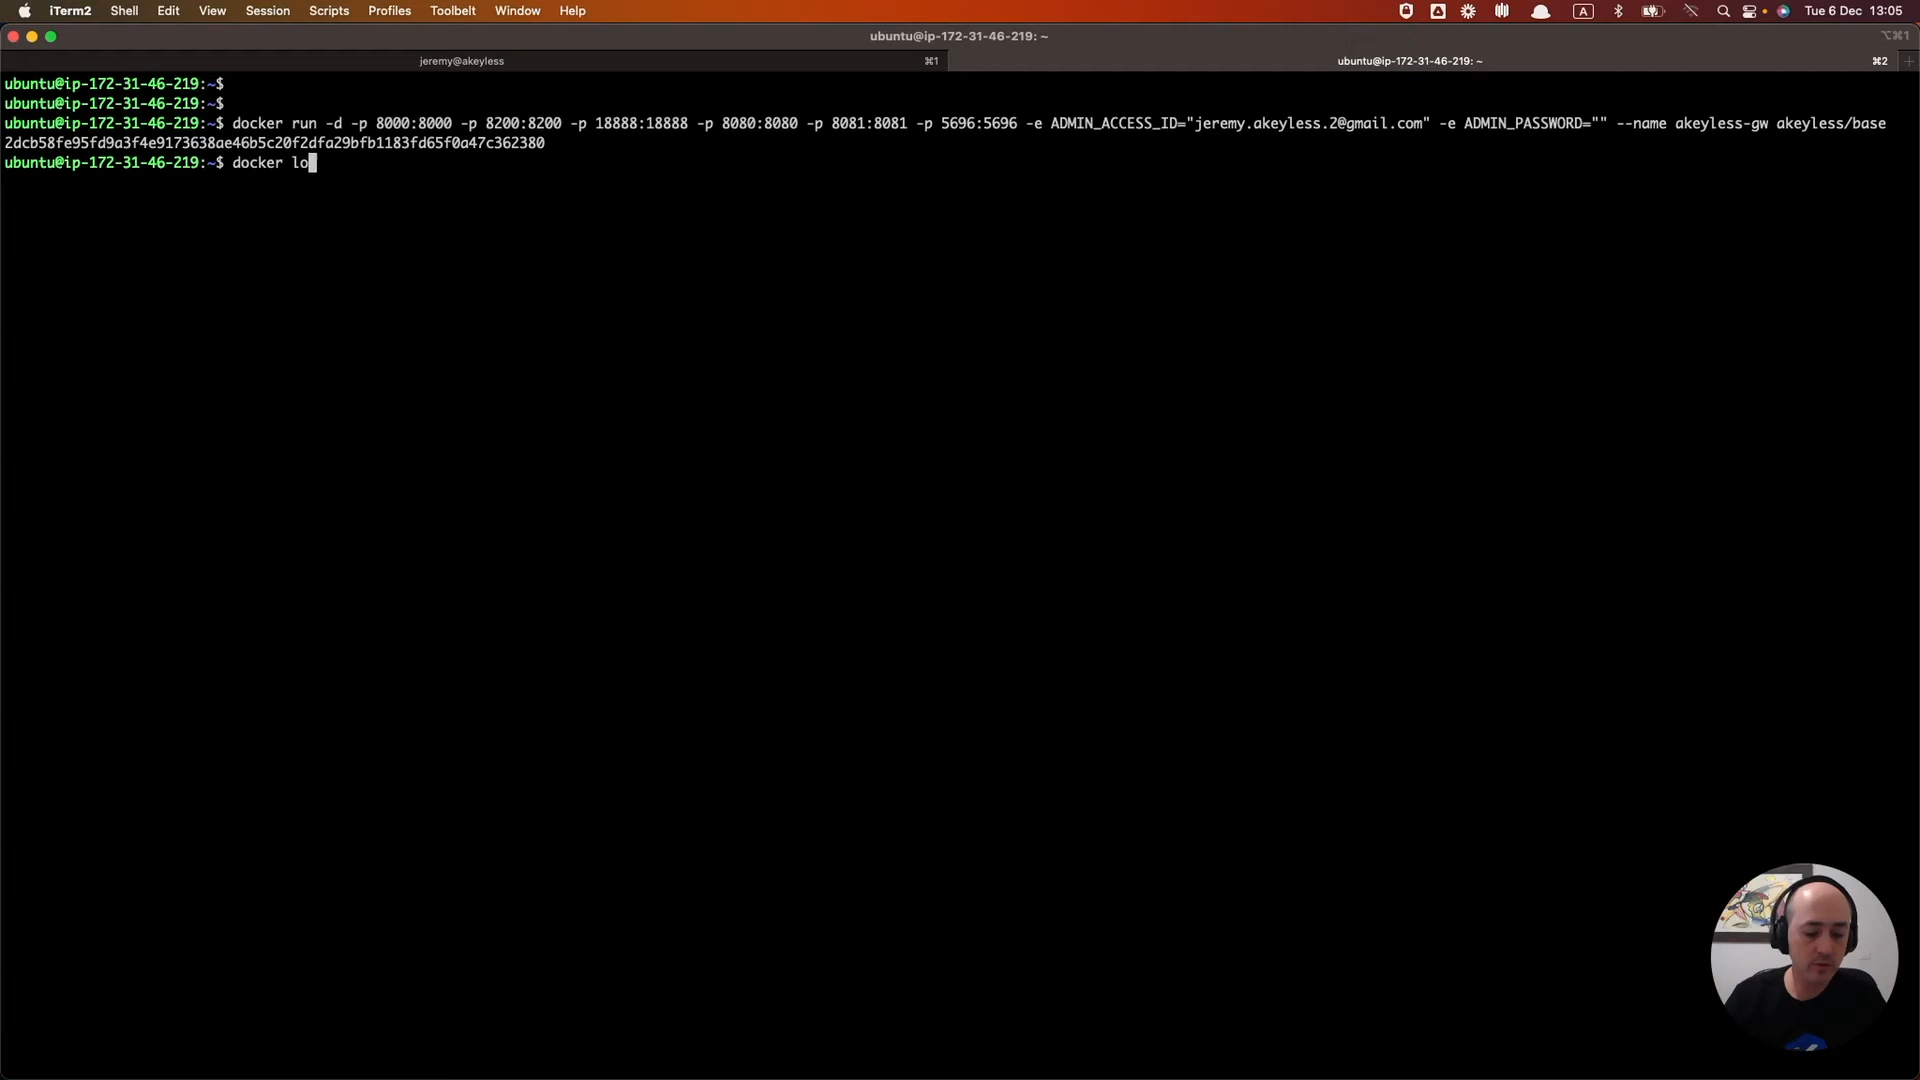 iTerm2 Shell Edit View Session Scripts Profiles Toolbelt Window Help A Tue 6 Dec 13:05
ubuntu@ip-172-31-46-219: ~ ⌥⌘1
jeremy@akeyless ⌘1 ubuntu@ip-172-31-46-219: ~ ⌘2 +
ubuntu@ip-172-31-46-219:~$
ubuntu@ip-172-31-46-219:~$
ubuntu@ip-172-31-46-219:~$ docker run -d -p 8000:8000 -p 8200:8200 -p 18888:18888 -p 8080:8080 -p 8081:8081 -p 5696:5696 -e ADMIN_ACCESS_ID="jeremy.akeyless.2@gmail.com" -e ADMIN_PASSWORD="" --name akeyless-gw akeyless/base
2dcb58fe95fd9a3f4e9173638ae46b5c20f2dfa29bfb1183fd65f0a47c362380
ubuntu@ip-172-31-46-219:~$ docker lo